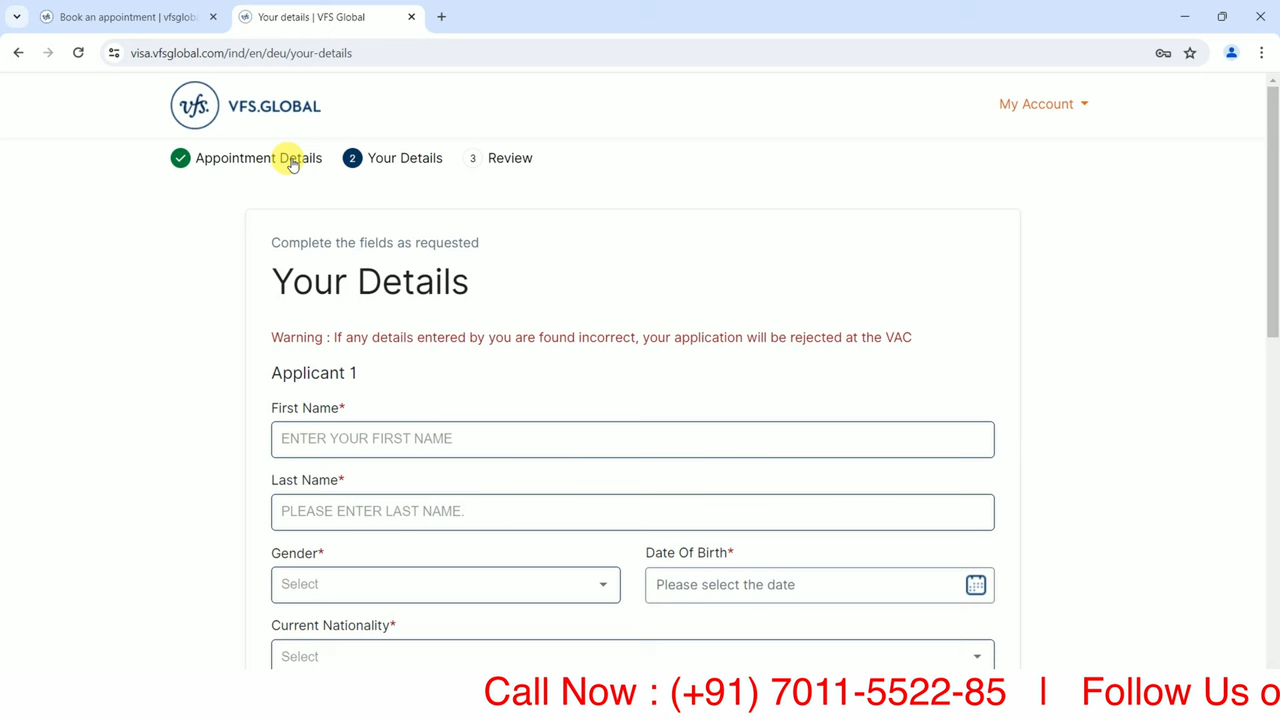 Book an appointment | vfsglob
Your details | VFS Global
visa.vfsglobal.com/ind/en/deu/your-details
vfs. VFS.GLOBAL
My Account
Appointment Details 2 Your Details 3 Review
Complete the fields as requested
Your Details
Warning : If any details entered by you are found incorrect, your application will be rejected at the VAC
Applicant 1
First Name*
ENTER YOUR FIRST NAME
Last Name*
PLEASE ENTER LAST NAME.
Gender* Date Of Birth*
Select Please select the date
Current Nationality*
Select
Call Now : (+91) 7011-5522-85 | Follow Us o